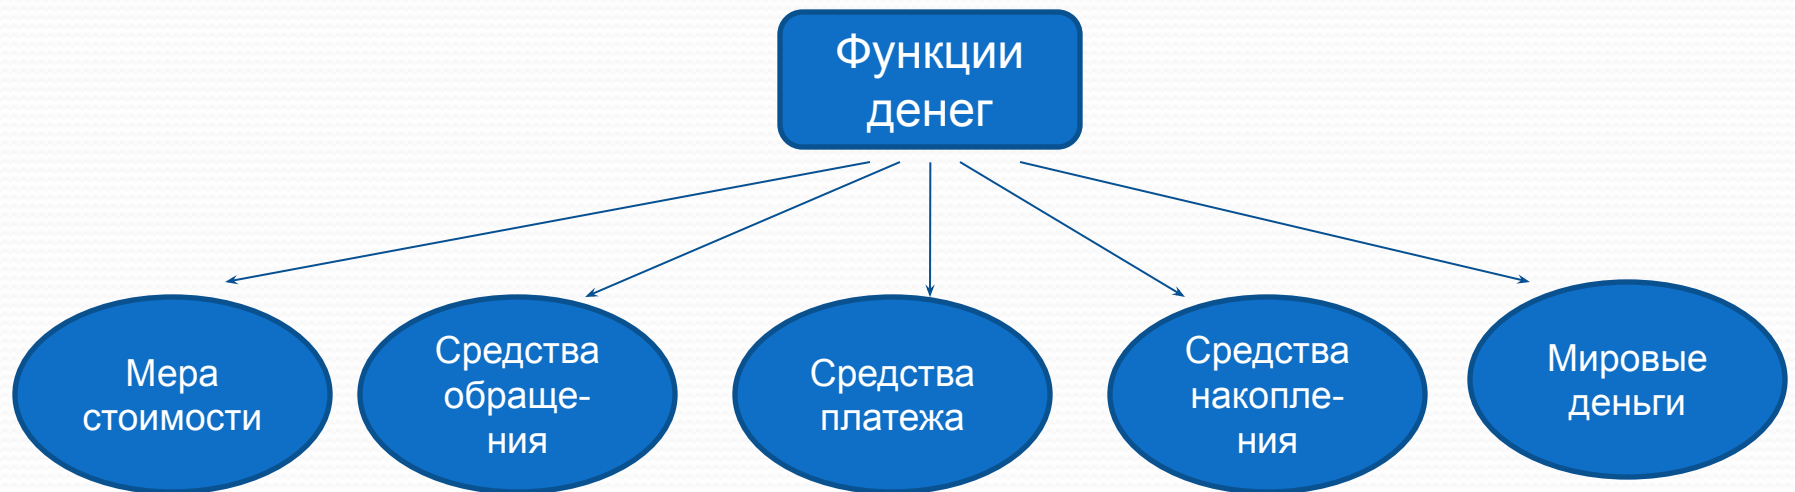 Функции
денег
Мера
стоимости
Средства
обраще-
ния
Средства
платежа
Средства
накопле-
ния
Мировые
деньги